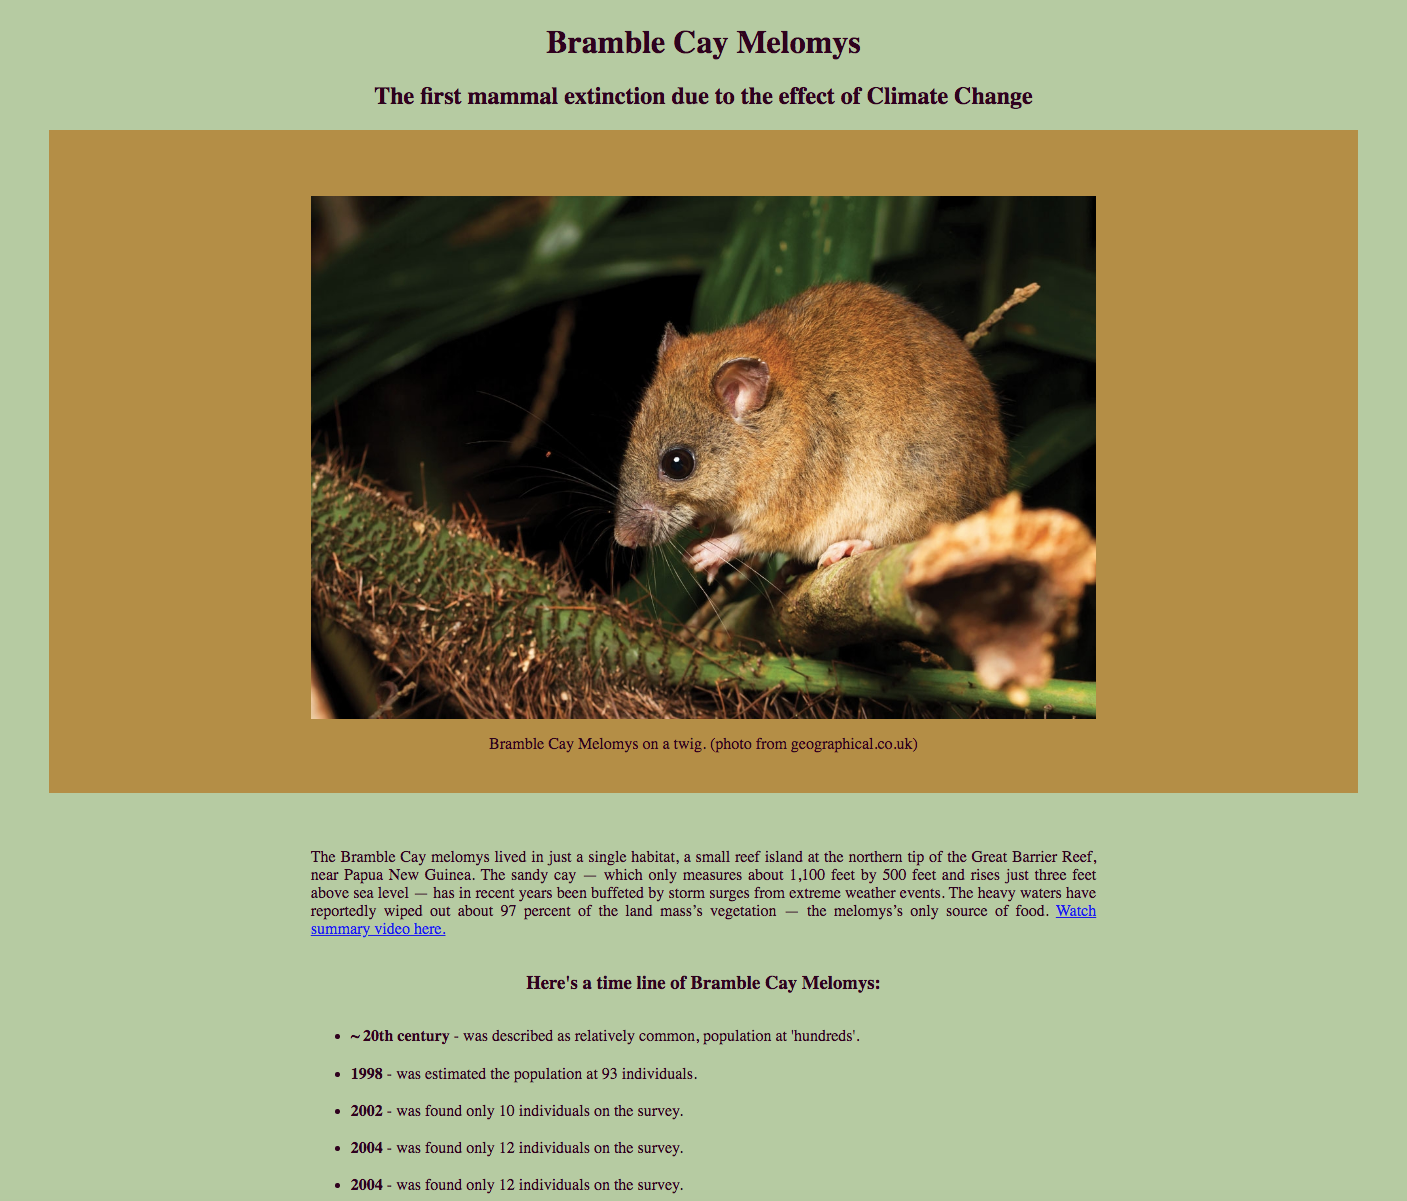 Bramble Cay Melomys
The first mammal extinction due to the effect of Climate Change
Bramble Cay Melomys on a twig. (photo from geographical.co.uk)
The Bramble Cay melomys lived in just a single habitat, a small reef island at the northern tip of the Great Barrier Reef,
near Papua New Guinea. The sandy cay — which only measures about 1,100 feet by 500 feet and rises just three feet
above sea level — has in recent years been buffeted by storm surges from extreme weather events. The heavy waters have
reportedly wiped out about 97 percent of the land mass’s vegetation — the melomys’s only source of food. Watch
summary video here.
Here's a time line of Bramble Cay Melomys:
• ~ 20th century - was described as relatively common, population at 'hundreds'.
• 1998 - was estimated the population at 93 individuals.
• 2002 - was found only 10 individuals on the survey.
• 2004 - was found only 12 individuals on the survey.
• 2004 - was found only 12 individuals on the survey.